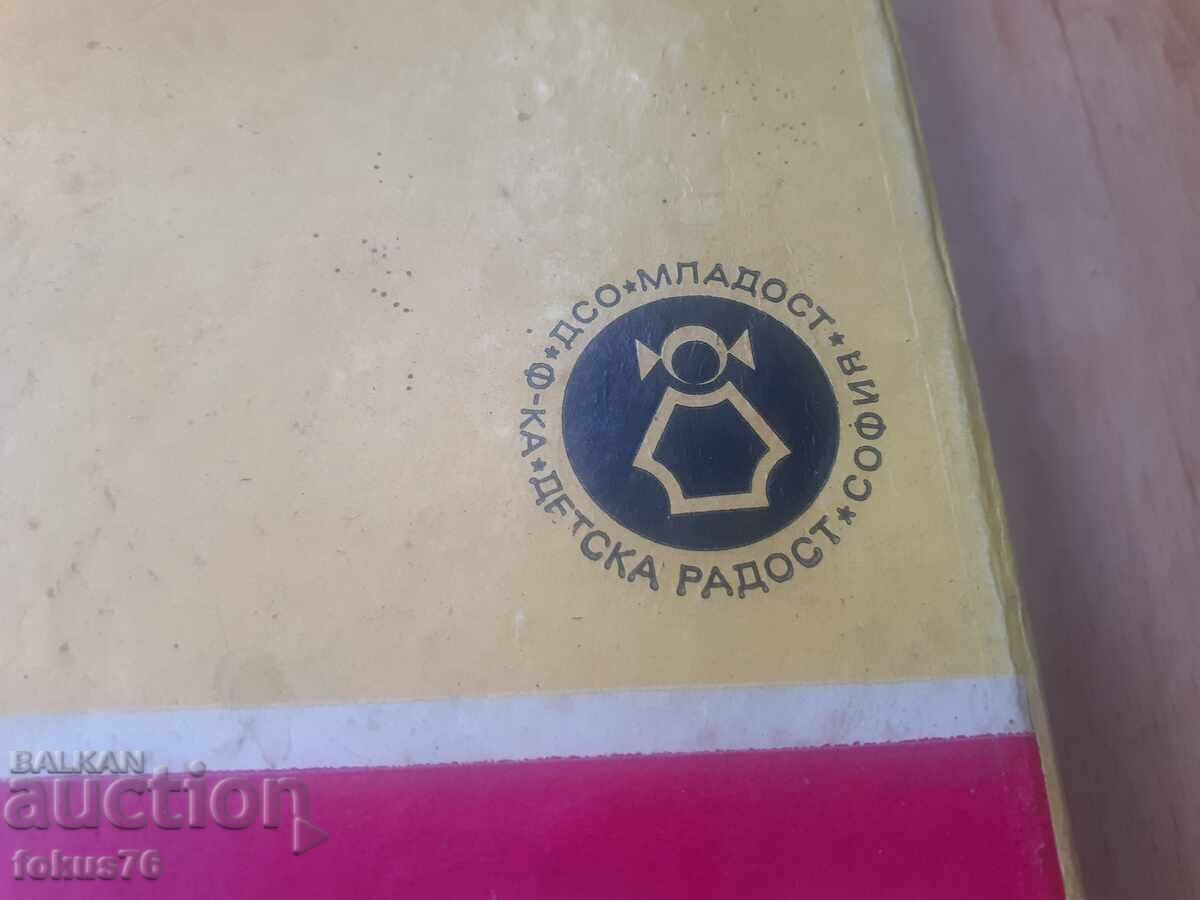 Ф-КА★ДСО★МЛАДОСТ★СОФИЯ
★ДЕТСКА РАДОСТ★
BALKAN
auction
fokus76